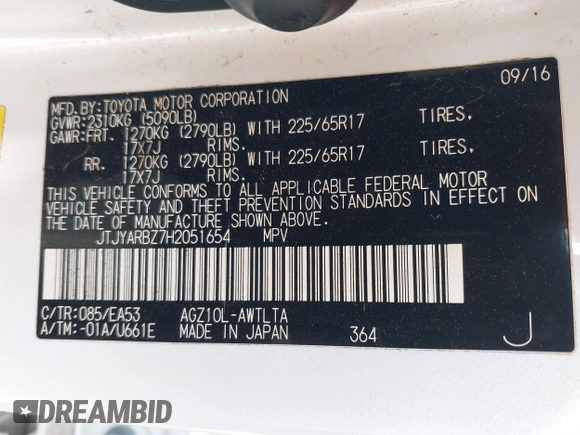 09/16
MFD.BY:TOYOTA MOTOR CORPORATION
GVWR:2310KG (5090LB)
GAWR:FRT. 1270KG (2790LB) WITH 225/65R17 TIRES,
17X7J RIMS.
RR. 1270KG (2790LB) WITH 225/65R17 TIRES,
17X7J RIMS.
THIS VEHICLE CONFORMS TO ALL APPLICABLE FEDERAL MOTOR
VEHICLE SAFETY AND THEFT PREVENTION STANDARDS IN EFFECT ON
THE DATE OF MANUFACTURE SHOWN ABOVE.
JTJYARBZ7H2051654 MPV
C/TR:085/EA53 AGZ10L-AWTLTA
A/TM:-01A/U661E MADE IN JAPAN 364 J
DREAMBID